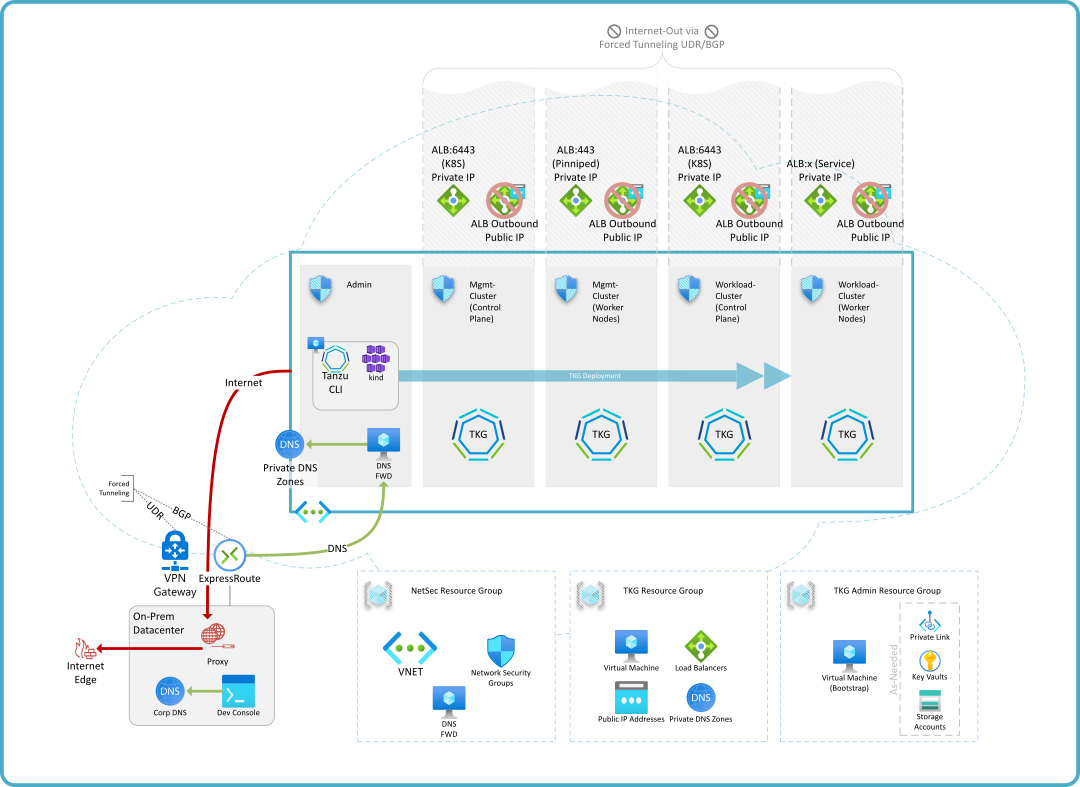 Internet-Out via
Forced Tunneling UDR/BGP
ALB:6443
(K8S)
Private IP
ALB Outbound
Public IP
ALB:443
(Pinniped)
Private IP
ALB Outbound
Public IP
ALB:6443
(K8S)
Private IP
ALB Outbound
Public IP
ALB:x (Service)
Private IP
ALB Outbound
Public IP
Admin
Mgmt-
Cluster
(Control
Plane)
Mgmt-
Cluster
(Worker
Nodes)
Workload-
Cluster
(Control
Plane)
Workload-
Cluster
(Worker
Nodes)
Tanzu
CLI
kind
TKG Deployment
Internet
TKG
TKG
TKG
TKG
DNS
Private DNS
Zones
DNS
FWD
Forced
Tunneling
UDR
BGP
DNS
VPN
Gateway
ExpressRoute
On-Prem
Datacenter
Proxy
Internet
Edge
DNS
Corp DNS
Dev Console
NetSec Resource Group
VNET
Network Security
Groups
DNS
FWD
TKG Resource Group
Virtual Machine
Load Balancers
Public IP Addresses
DNS
Private DNS Zones
TKG Admin Resource Group
Virtual Machine
(Bootstrap)
As-Needed
Private Link
Key Vaults
Storage
Accounts